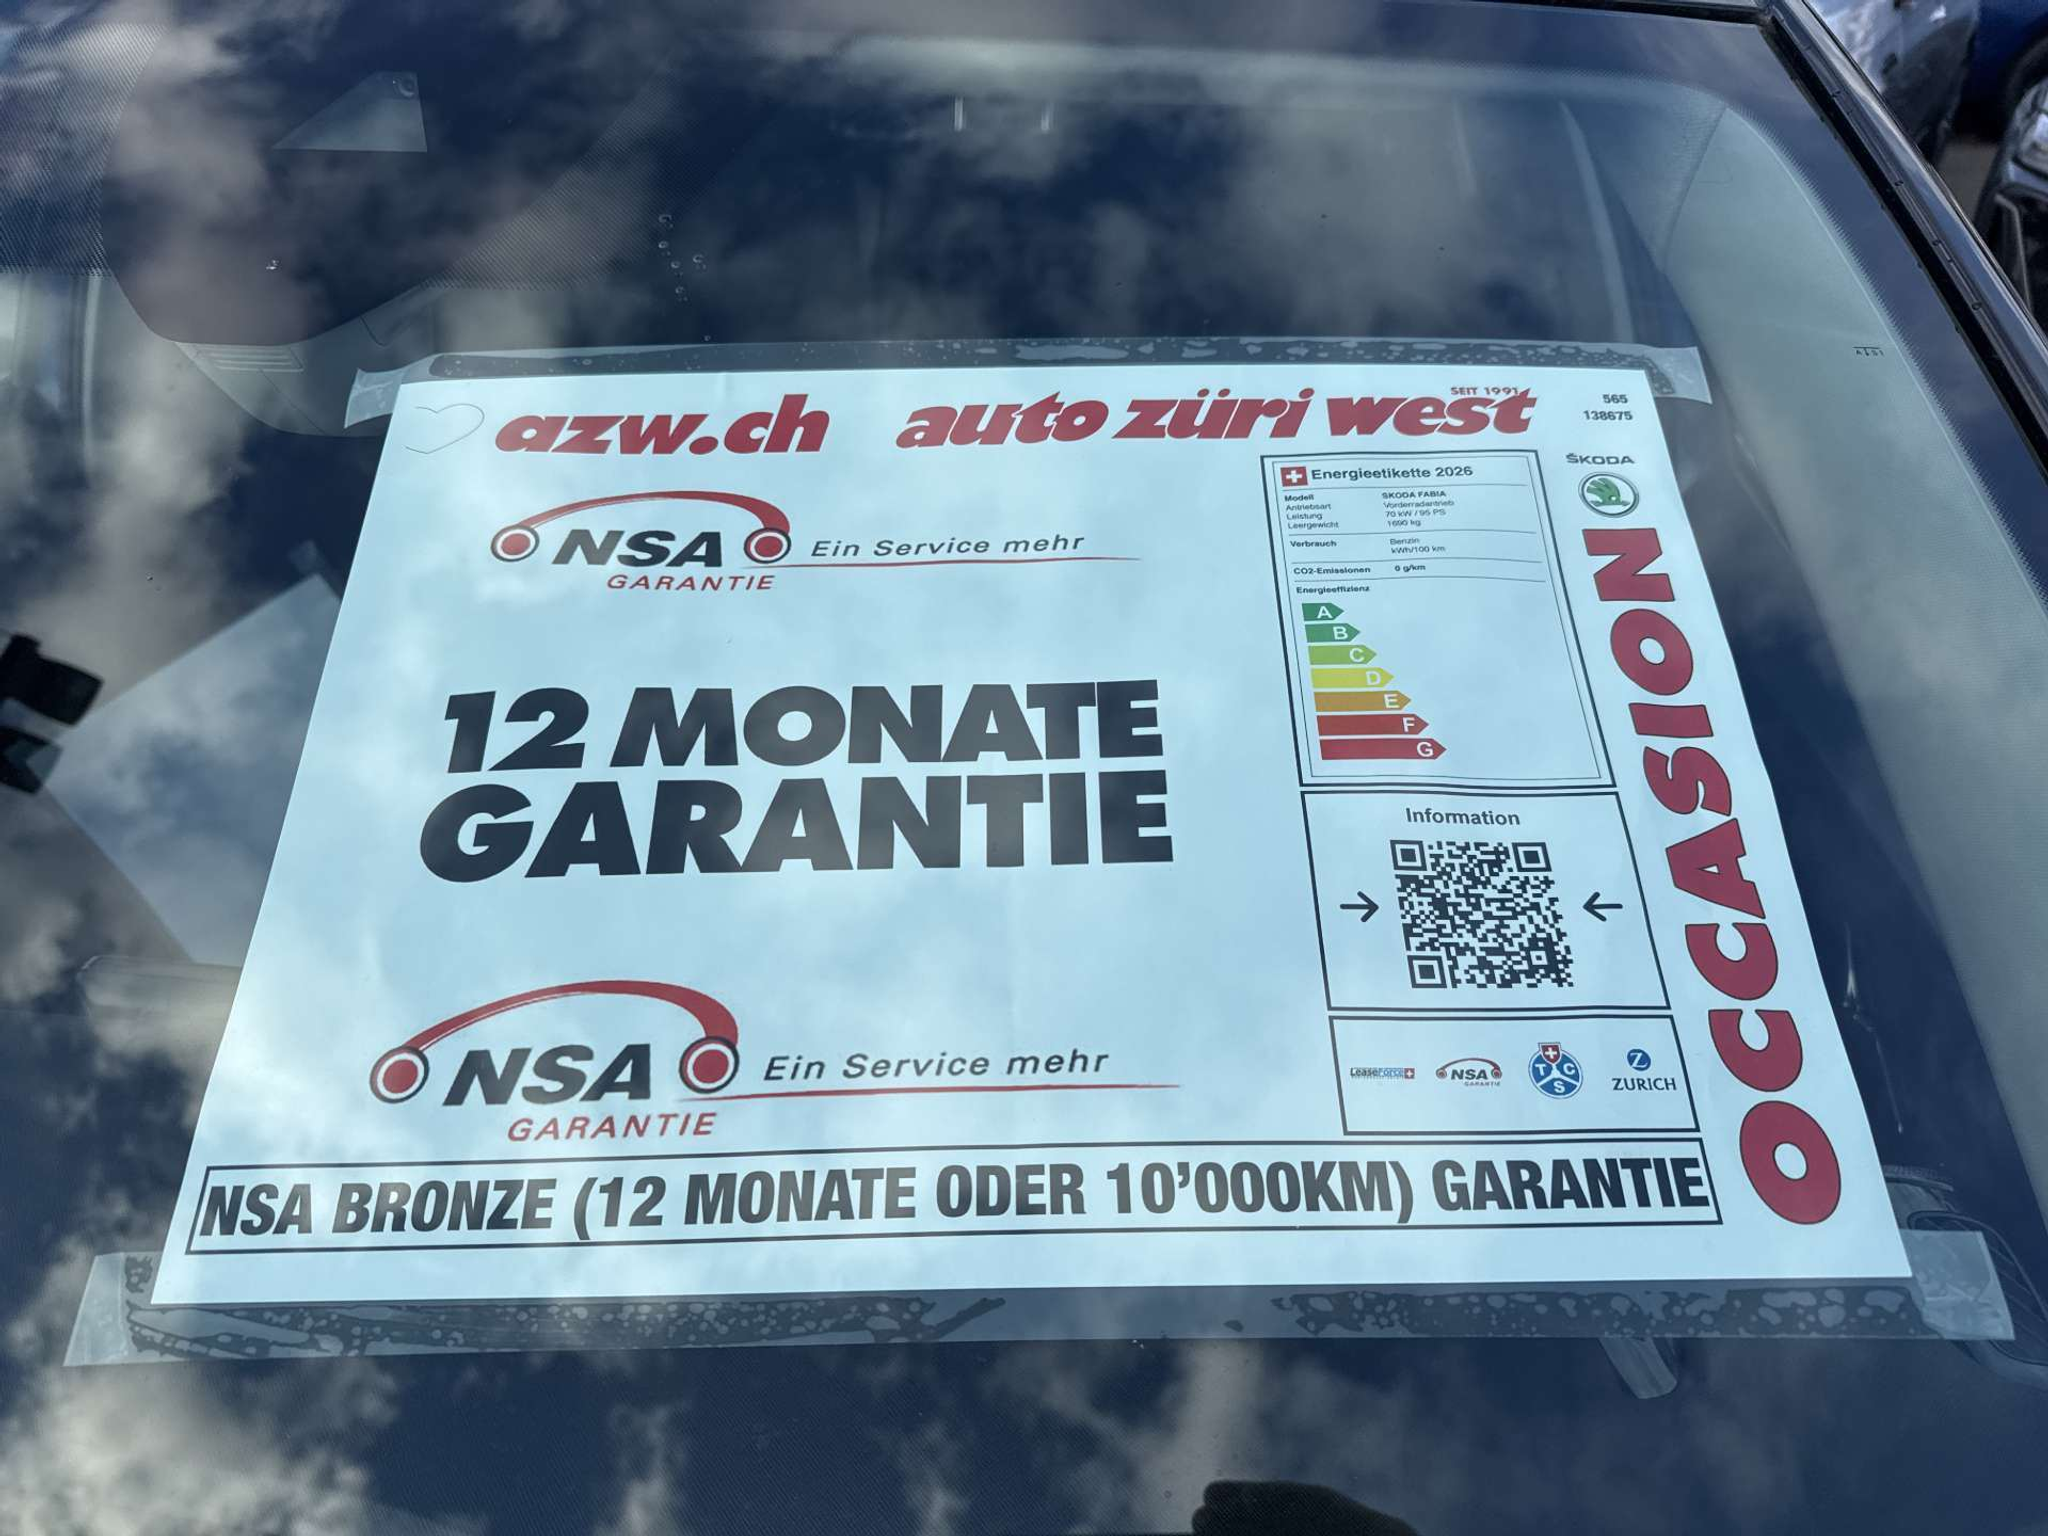 azw.ch auto züri west
SEIT 1991
565
138675
NSA
GARANTIE
Ein Service mehr
12 MONATE
GARANTIE
NSA
GARANTIE
Ein Service mehr
NSA BRONZE (12 MONATE ODER 10'000KM) GARANTIE
Energieetikette 2026
Modell SKODA FABIA
Antriebsart Vorderradantrieb
Leistung 70 kW / 95 PS
Leergewicht 1690 kg
Verbrauch Benzin
kWh/100 km
CO2-Emissionen 0 g/km
Energieeffizienz
A
B
C
D
E
F
G
Information
LeaseForce
NSA
GARANTIE
TCS
Z
ZURICH
ŠKODA
OCCASION